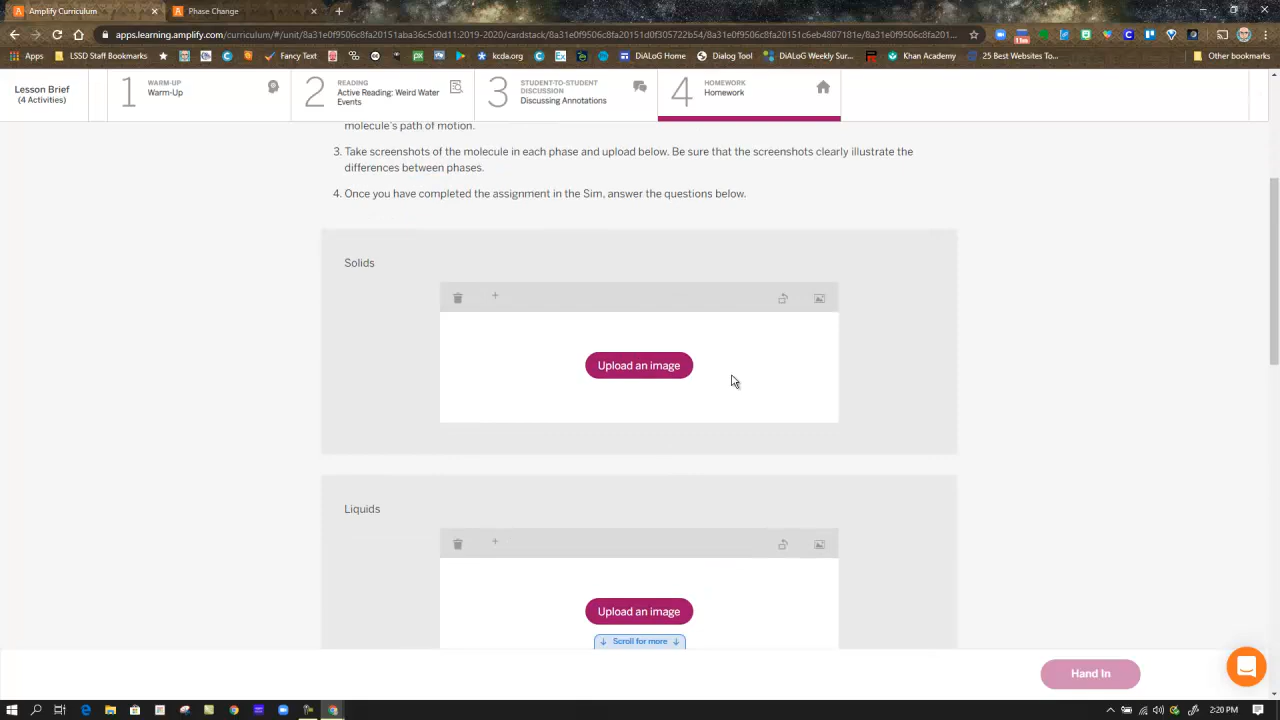 Amplify Curriculum
Phase Change
apps.learning.amplify.com/curriculum/#/unit/8a31e0f9506c8fa20151aba36c5c0d11:2019-2020/cardstack/8a31e0f9506c8fa20151d0f305722b54/8a31e0f9506c8fa20151c6eb4807181e/8a31e0f9506c8fa201...
Apps
LSSD Staff Bookmarks
Fancy Text
kcda.org
DiALoG Home
Dialog Tool
DiALoG Weekly Sur...
Khan Academy
25 Best Websites To...
Other bookmarks
Lesson Brief
(4 Activities)
1
WARM-UP
Warm-Up
2
READING
Active Reading: Weird Water
Events
3
STUDENT-TO-STUDENT
DISCUSSION
Discussing Annotations
4
HOMEWORK
Homework
molecule's path of motion.
3. Take screenshots of the molecule in each phase and upload below. Be sure that the screenshots clearly illustrate the
differences between phases.
4. Once you have completed the assignment in the Sim, answer the questions below.
Solids
Upload an image
Liquids
Upload an image
Scroll for more
Hand In
2:20 PM